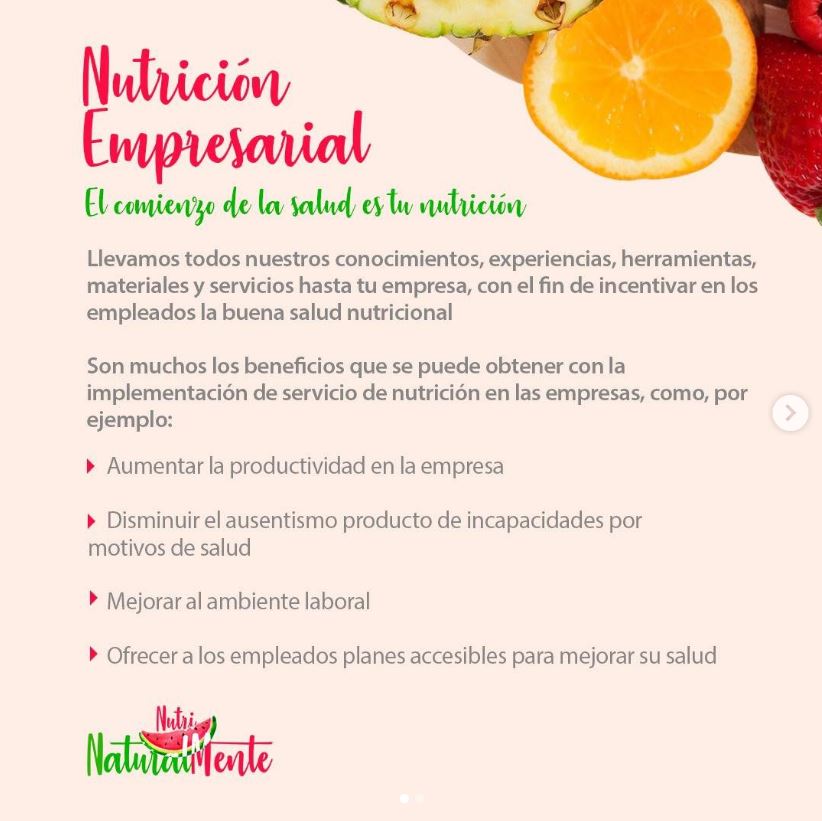 Nutrición
Empresarial
El comienzo de la salud es tu nutrición
Llevamos todos nuestros conocimientos, experiencias, herramientas,
materiales y servicios hasta tu empresa, con el fin de incentivar en los
empleados la buena salud nutricional
Son muchos los beneficios que se puede obtener con la
implementación de servicio de nutrición en las empresas, como, por
ejemplo:
Aumentar la productividad en la empresa
Disminuir el ausentismo producto de incapacidades por
motivos de salud
Mejorar al ambiente laboral
Ofrecer a los empleados planes accesibles para mejorar su salud
Nutri
NaturalMente